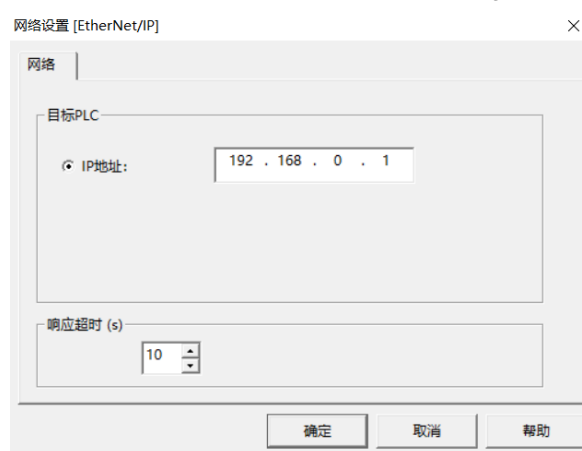 网络设置 [EtherNet/IP]
网络
目标PLC
IP地址: 192 . 168 . 0 . 1
响应超时 (s)
10
确定 取消 帮助